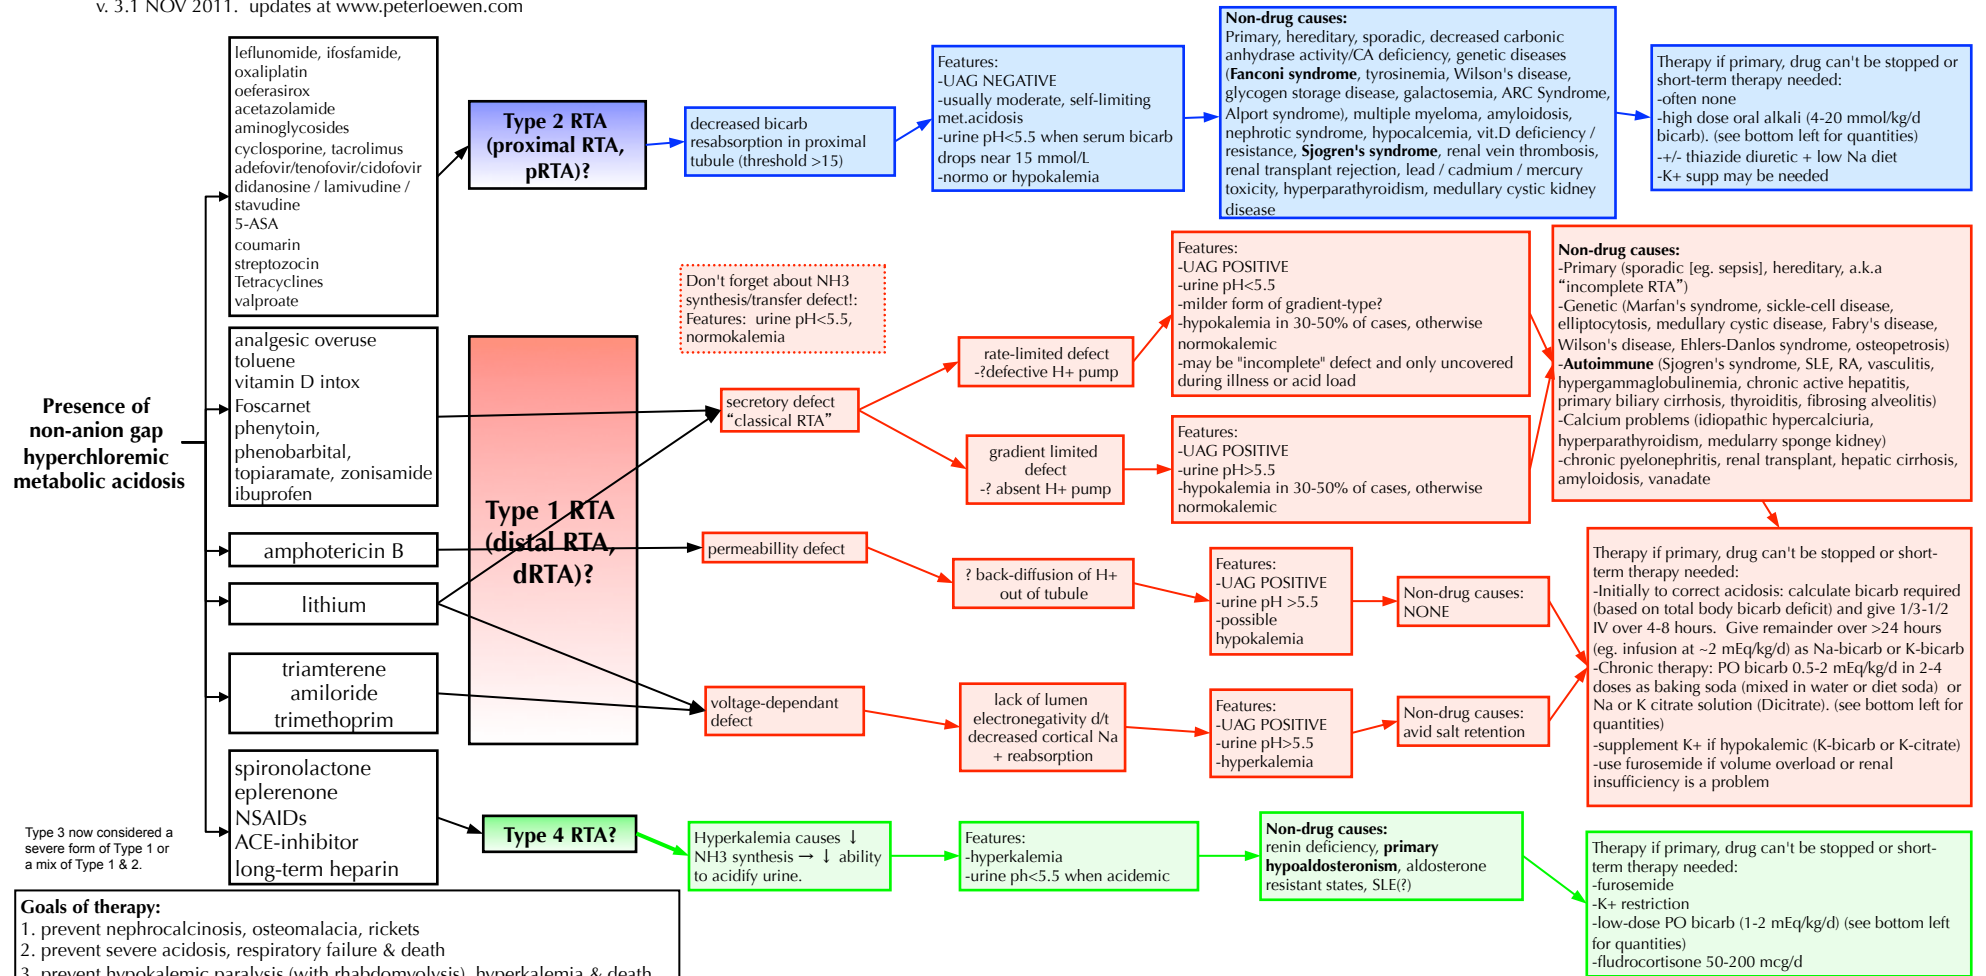 v. 3.1 NOV 2011.  updates at www.peterloewen.com
Presence of
non-anion gap
hyperchloremic
metabolic acidosis
leflunomide, ifosfamide,
oxaliplatin
oeferasirox
acetazolamide
aminoglycosides
cyclosporine, tacrolimus
adefovir/tenofovir/cidofovir
didanosine / lamivudine /
stavudine
5-ASA
coumarin
streptozocin
Tetracyclines
valproate
Type 2 RTA
(proximal RTA,
pRTA)?
decreased bicarb
resabsorption in proximal
tubule (threshold >15)
Features:
-UAG NEGATIVE
-usually moderate, self-limiting
met.acidosis
-urine pH<5.5 when serum bicarb
drops near 15 mmol/L
-normo or hypokalemia
Non-drug causes:
Primary, hereditary, sporadic, decreased carbonic
anhydrase activity/CA deficiency, genetic diseases
(Fanconi syndrome, tyrosinemia, Wilson's disease,
glycogen storage disease, galactosemia, ARC Syndrome,
Alport syndrome), multiple myeloma, amyloidosis,
nephrotic syndrome, hypocalcemia, vit.D deficiency /
resistance, Sjogren's syndrome, renal vein thrombosis,
renal transplant rejection, lead / cadmium / mercury
toxicity, hyperparathyroidism, medullary cystic kidney
disease
Therapy if primary, drug can't be stopped or
short-term therapy needed:
-often none
-high dose oral alkali (4-20 mmol/kg/d
bicarb). (see bottom left for quantities)
-+/- thiazide diuretic + low Na diet
-K+ supp may be needed
analgesic overuse
toluene
vitamin D intox
Foscarnet
phenytoin,
phenobarbital,
topiaramate, zonisamide
ibuprofen
amphotericin B
lithium
triamterene
amiloride
trimethoprim
Type 1 RTA
(distal RTA,
dRTA)?
Don't forget about NH3
synthesis/transfer defect!:
Features:  urine pH<5.5,
normokalemia
secretory defect
“classical RTA”
rate-limited defect
-?defective H+ pump
Features:
-UAG POSITIVE
-urine pH<5.5
-milder form of gradient-type?
-hypokalemia in 30-50% of cases, otherwise
normokalemic
-may be "incomplete" defect and only uncovered
during illness or acid load
gradient limited
defect
-? absent H+ pump
Features:
-UAG POSITIVE
-urine pH>5.5
-hypokalemia in 30-50% of cases, otherwise
normokalemic
Non-drug causes:
-Primary (sporadic [eg. sepsis], hereditary, a.k.a
“incomplete RTA”)
-Genetic (Marfan's syndrome, sickle-cell disease,
elliptocytosis, medullary cystic disease, Fabry's disease,
Wilson's disease, Ehlers-Danlos syndrome, osteopetrosis)
-Autoimmune (Sjogren's syndrome, SLE, RA, vasculitis,
hypergammaglobulinemia, chronic active hepatitis,
primary biliary cirrhosis, thyroiditis, fibrosing alveolitis)
-Calcium problems (idiopathic hypercalciuria,
hyperparathyroidism, medularry sponge kidney)
-chronic pyelonephritis, renal transplant, hepatic cirrhosis,
amyloidosis, vanadate
permeabillity defect
? back-diffusion of H+
out of tubule
Features:
-UAG POSITIVE
-urine pH >5.5
-possible
hypokalemia
Non-drug causes:
NONE
voltage-dependant
defect
lack of lumen
electronegativity d/t
decreased cortical Na
+ reabsorption
Features:
-UAG POSITIVE
-urine pH>5.5
-hyperkalemia
Non-drug causes:
avid salt retention
Therapy if primary, drug can't be stopped or short-
term therapy needed:
-Initially to correct acidosis: calculate bicarb required
(based on total body bicarb deficit) and give 1/3-1/2
IV over 4-8 hours.  Give remainder over >24 hours
(eg. infusion at ~2 mEq/kg/d) as Na-bicarb or K-bicarb
-Chronic therapy: PO bicarb 0.5-2 mEq/kg/d in 2-4
doses as baking soda (mixed in water or diet soda)  or
Na or K citrate solution (Dicitrate). (see bottom left for
quantities)
-supplement K+ if hypokalemic (K-bicarb or K-citrate)
-use furosemide if volume overload or renal
insufficiency is a problem
spironolactone
eplerenone
NSAIDs
ACE-inhibitor
long-term heparin
Type 4 RTA?
Hyperkalemia causes ↓
NH3 synthesis → ↓ ability
to acidify urine.
Features:
-hyperkalemia
-urine ph<5.5 when acidemic
Non-drug causes:
renin deficiency, primary
hypoaldosteronism, aldosterone
resistant states, SLE(?)
Therapy if primary, drug can't be stopped or short-
term therapy needed:
-furosemide
-K+ restriction
-low-dose PO bicarb (1-2 mEq/kg/d) (see bottom left
for quantities)
-fludrocortisone 50-200 mcg/d
Type 3 now considered a
severe form of Type 1 or
a mix of Type 1 & 2.
Goals of therapy:
1. prevent nephrocalcinosis, osteomalacia, rickets
2. prevent severe acidosis, respiratory failure & death
3. prevent hypokalemic paralysis (with rhabdomyolysis), hyperkalemia & death